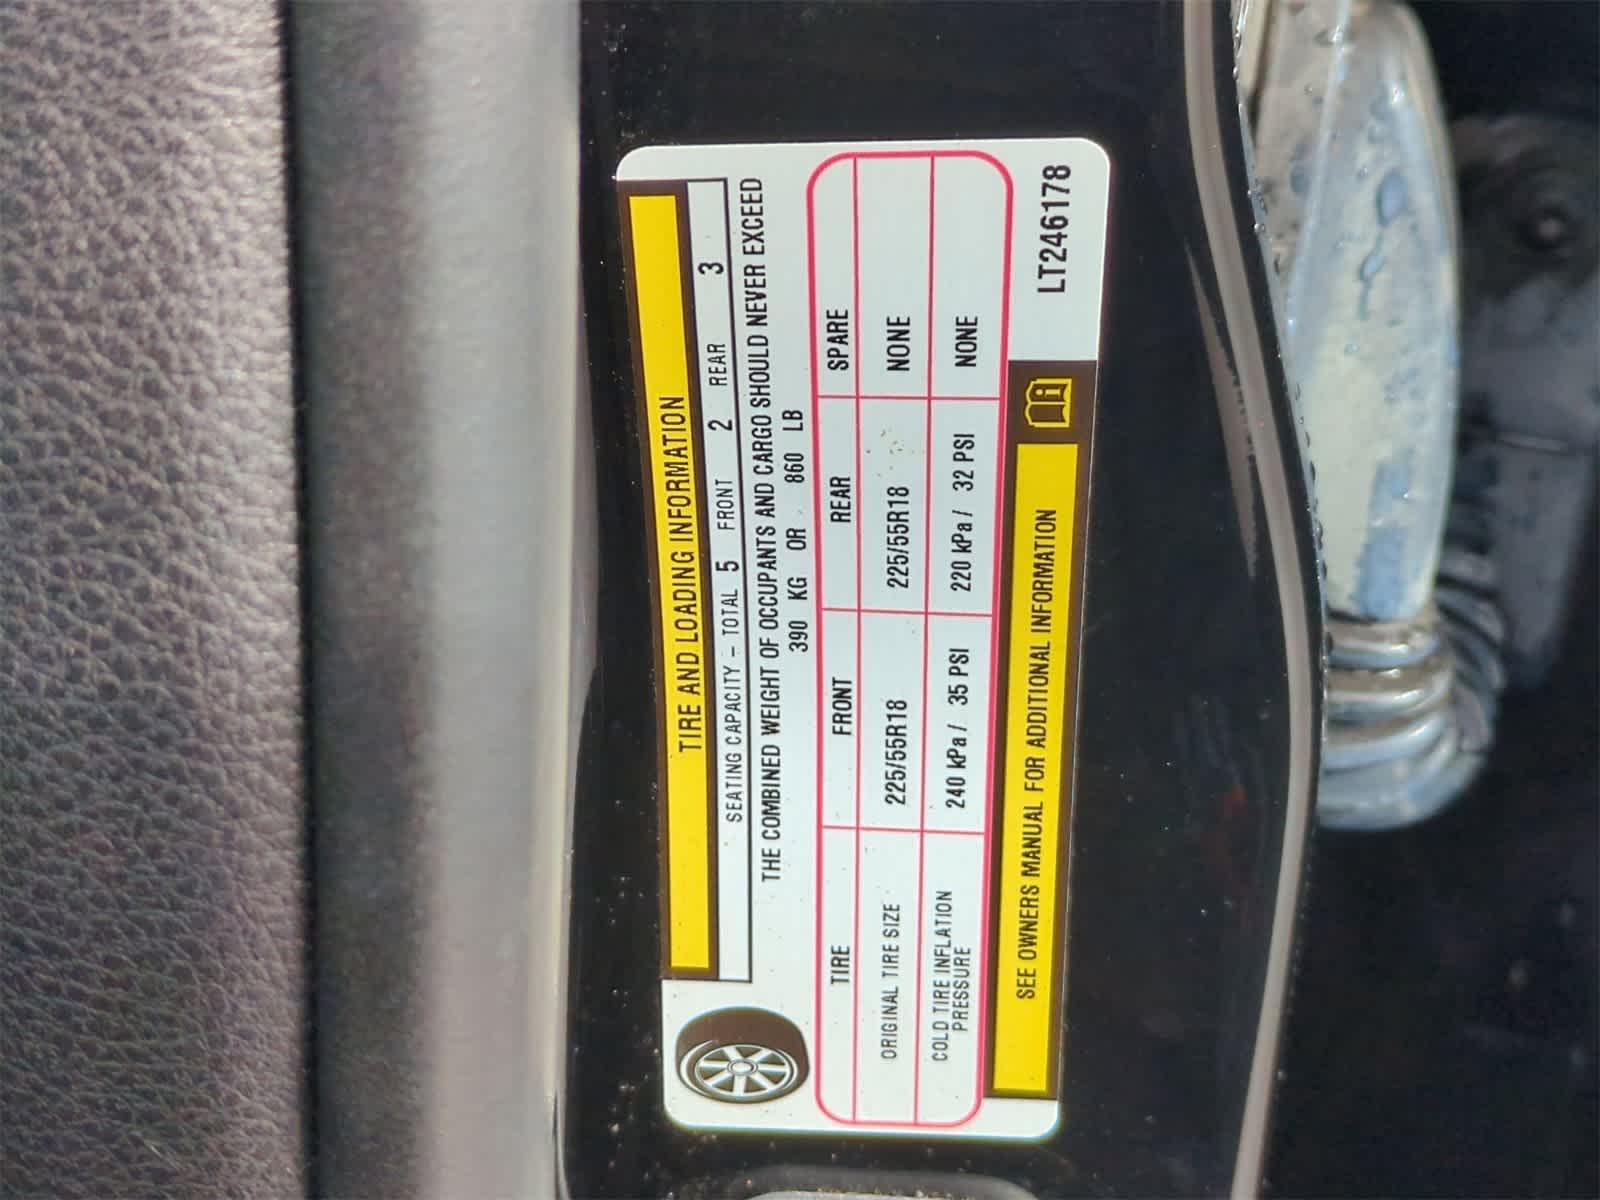 TIRE AND LOADING INFORMATION
SEATING CAPACITY – TOTAL 5 FRONT 2 REAR 3
THE COMBINED WEIGHT OF OCCUPANTS AND CARGO SHOULD NEVER EXCEED
390 KG OR 860 LB
TIRE FRONT REAR SPARE
ORIGINAL TIRE SIZE 225/55R18 225/55R18 NONE
COLD TIRE INFLATION PRESSURE 240 kPa / 35 PSI 220 kPa / 32 PSI NONE
SEE OWNERS MANUAL FOR ADDITIONAL INFORMATION
LT246178